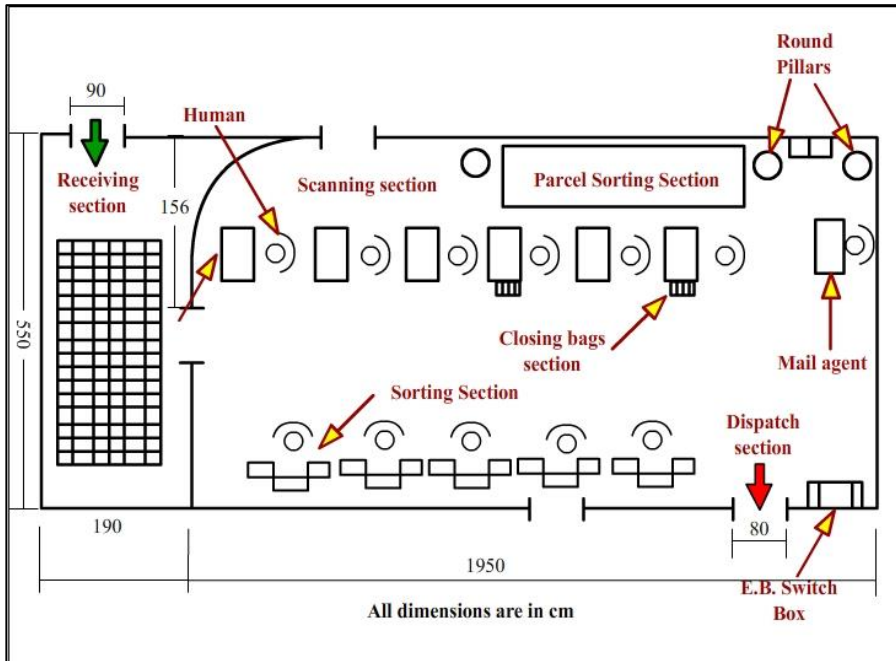 90
Human
Round
Pillars
Receiving
section
Scanning section
Parcel Sorting Section
156
550
Closing bags
section
Mail agent
Sorting Section
Dispatch
section
190
80
1950
E.B. Switch
Box
All dimensions are in cm